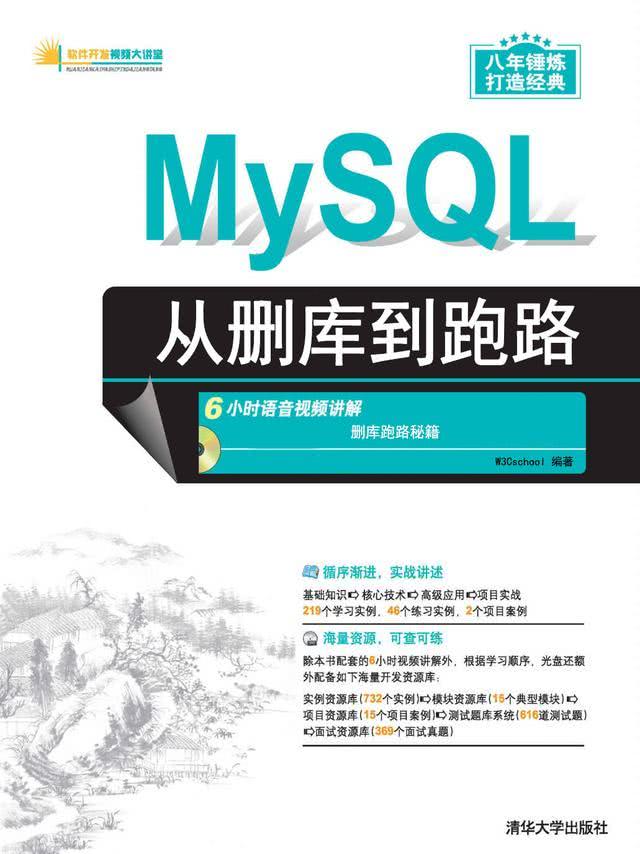 软件开发视频大讲堂
八年锤炼
打造经典
MySQL
从删库到跑路
6小时语音视频讲解
删库跑路秘籍
W3Cschool 编著
循序渐进，实战讲述
基础知识➪核心技术➪高级应用➪项目实战
219个学习实例，46个练习实例，2个项目案例
海量资源，可查可练
除本书配套的6小时视频讲解外，根据学习顺序，光盘还额
外配备如下海量开发资源库：
实例资源库(732个实例)➪模块资源库(15个典型模块)➪
项目资源库(15个项目案例)➪测试题库系统(616道测试题)
➪面试资源库(369个面试真题)
清华大学出版社